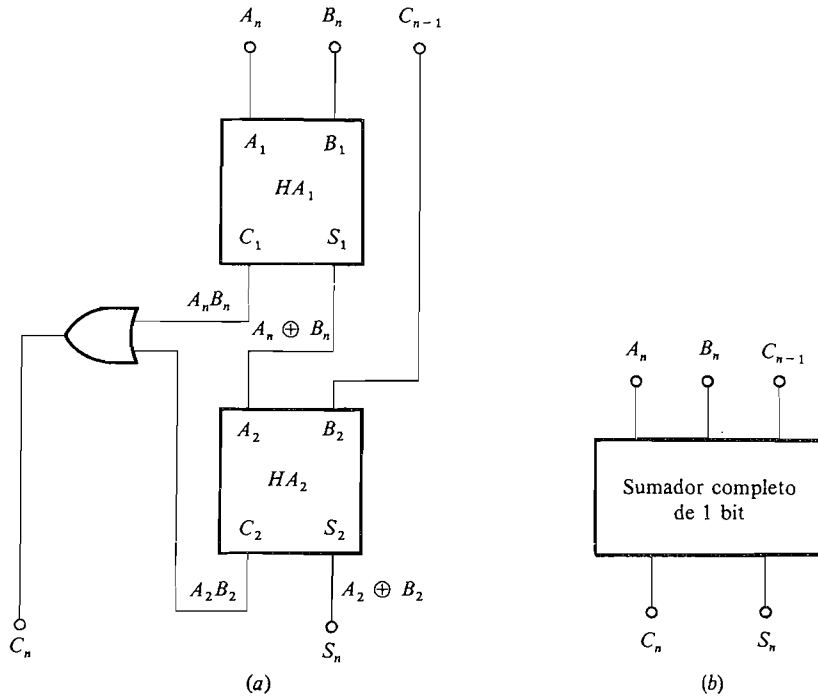 Aₙ Bₙ Cₙ₋₁
A₁ B₁
HA₁
C₁ S₁
AₙBₙ
Aₙ ⊕ Bₙ
A₂ B₂
HA₂
C₂ S₂
A₂B₂
A₂ ⊕ B₂
Cₙ
Sₙ
(a)
Aₙ Bₙ Cₙ₋₁
Sumador completo
de 1 bit
Cₙ Sₙ
(b)